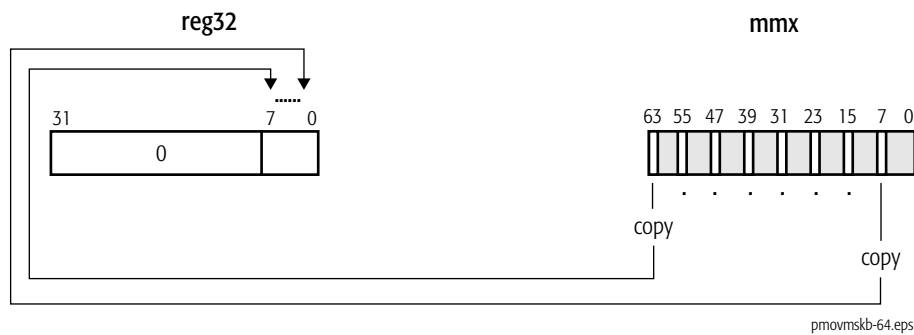 reg32 mmx
31 7 0 63 55 47 39 31 23 15 7 0
0
copy
copy
pmovmskb-64.eps